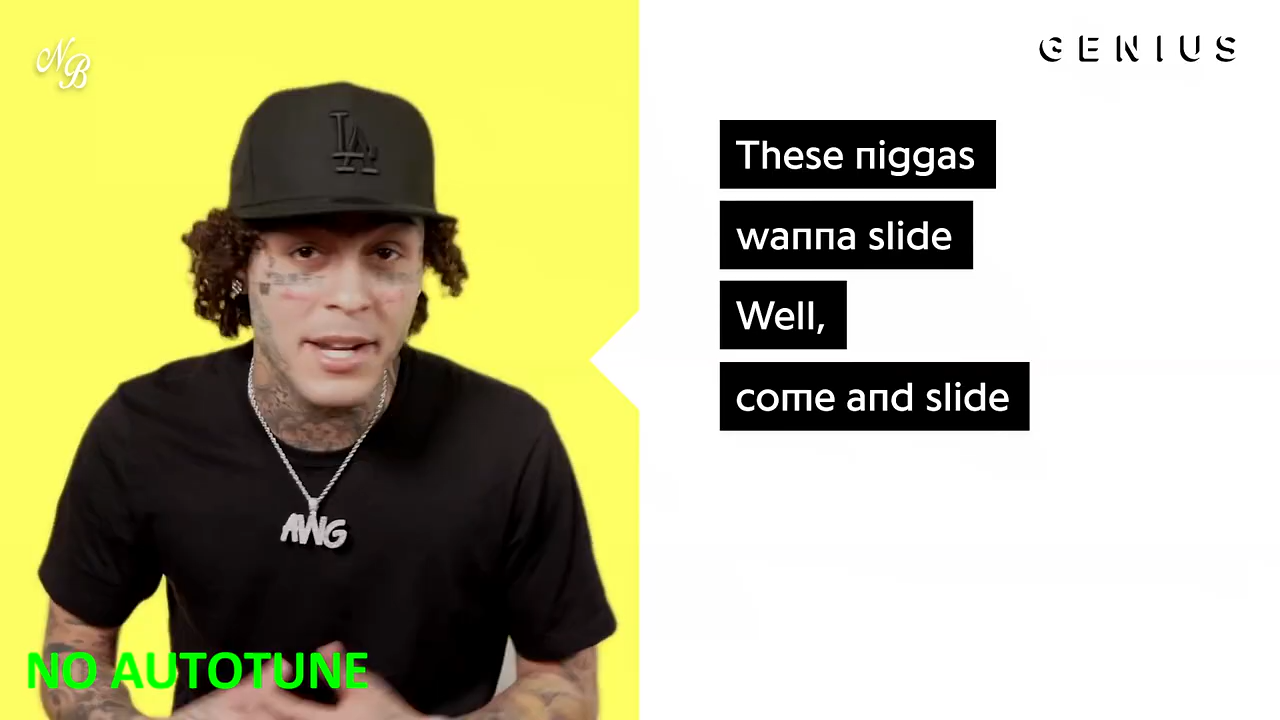 NB
GENIUS
LA
These niggas
wanna slide
Well,
come and slide
AWG
NO AUTOTUNE